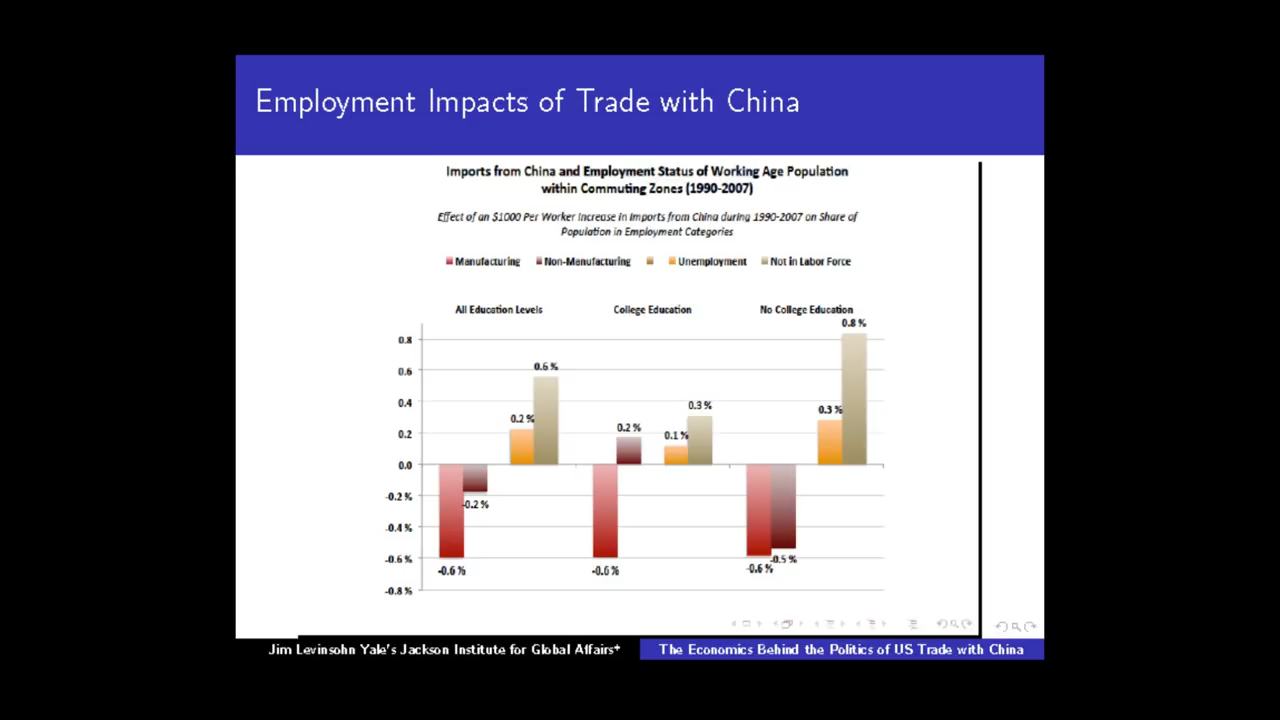 Employment Impacts of Trade with China
Imports from China and Employment Status of Working Age Population
within Commuting Zones (1990-2007)
Effect of an $1000 Per Worker Increase in Imports from China during 1990-2007 on Share of
Population in Employment Categories
Manufacturing Non-Manufacturing Unemployment Not in Labor Force
All Education Levels College Education No College Education
0.8 %
0.8
0.6 %
0.6
0.4
0.3 %
0.3 %
0.2 %
0.2 %
0.2
0.1 %
0.0
-0.2 %
-0.2 %
-0.4 %
-0.6 %
-0.5 %
-0.6 %
-0.6 %
-0.6 %
-0.8 %
Jim Levinsohn Yale's Jackson Institute for Global Affairs* The Economics Behind the Politics of US Trade with China